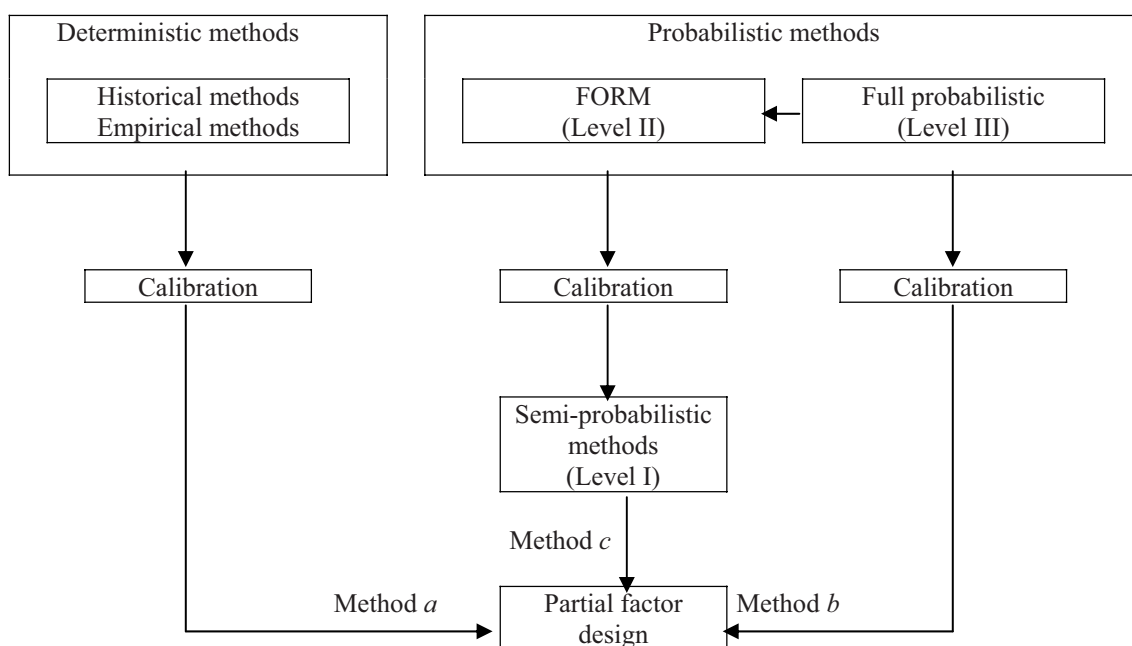 Deterministic methods
Historical methods
Empirical methods
Probabilistic methods
FORM
(Level II)
Full probabilistic
(Level III)
Calibration
Calibration
Calibration
Semi-probabilistic
methods
(Level I)
Method c
Method a
Partial factor
design
Method b